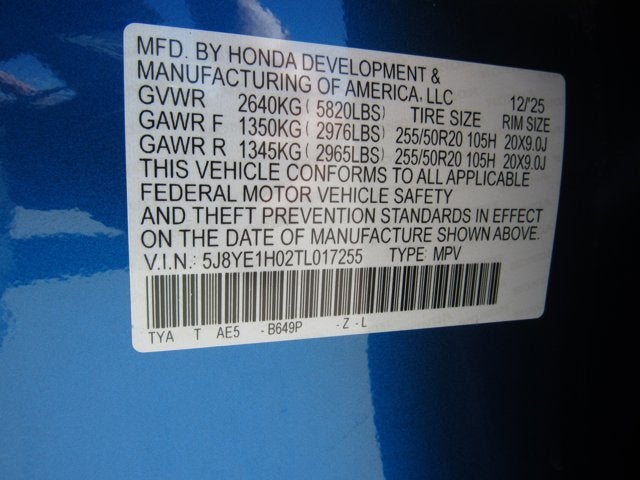 MFD. BY HONDA DEVELOPMENT &
MANUFACTURING OF AMERICA, LLC 12/'25
GVWR 2640KG (5820LBS) TIRE SIZE RIM SIZE
GAWR F 1350KG (2976LBS) 255/50R20 105H 20X9.0J
GAWR R 1345KG (2965LBS) 255/50R20 105H 20X9.0J
THIS VEHICLE CONFORMS TO ALL APPLICABLE
FEDERAL MOTOR VEHICLE SAFETY
AND THEFT PREVENTION STANDARDS IN EFFECT
ON THE DATE OF MANUFACTURE SHOWN ABOVE.
V.I.N.: 5J8YE1H02TL017255 TYPE: MPV
TYA T AE5 -B649P -Z-L